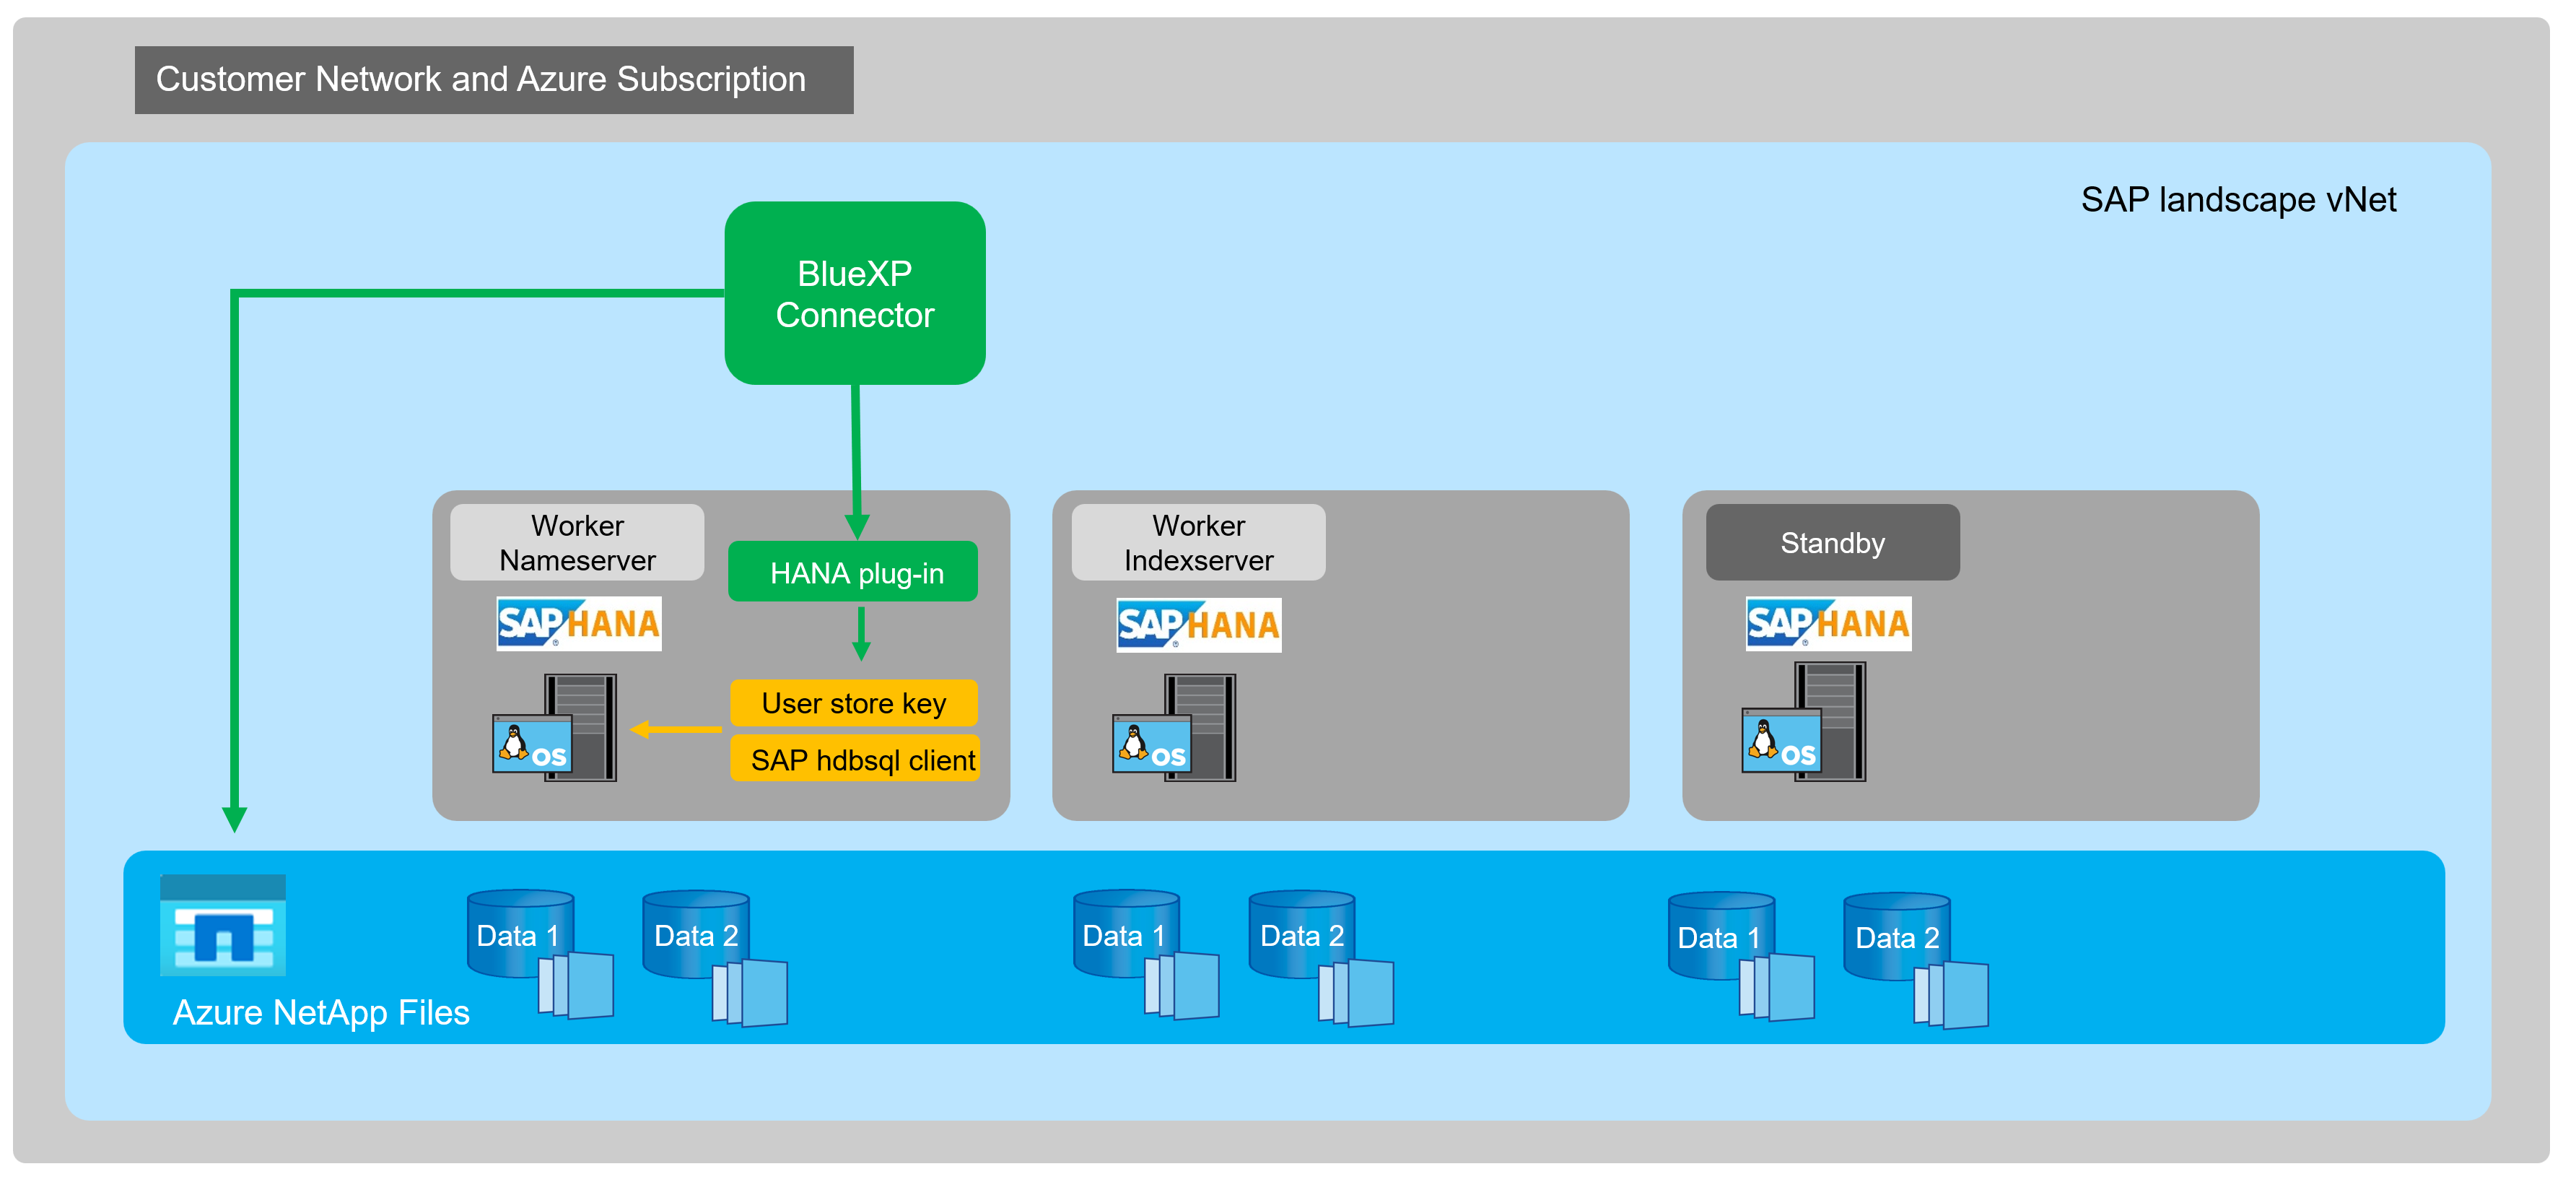 Customer Network and Azure Subscription
SAP landscape vNet
BlueXP
Connector
Worker
Nameserver
HANA plug-in
SAP HANA
User store key
SAP hdbsql client
OS
Worker
Indexserver
SAP HANA
OS
Standby
SAP HANA
OS
Azure NetApp Files
Data 1
Data 2
Data 1
Data 2
Data 1
Data 2